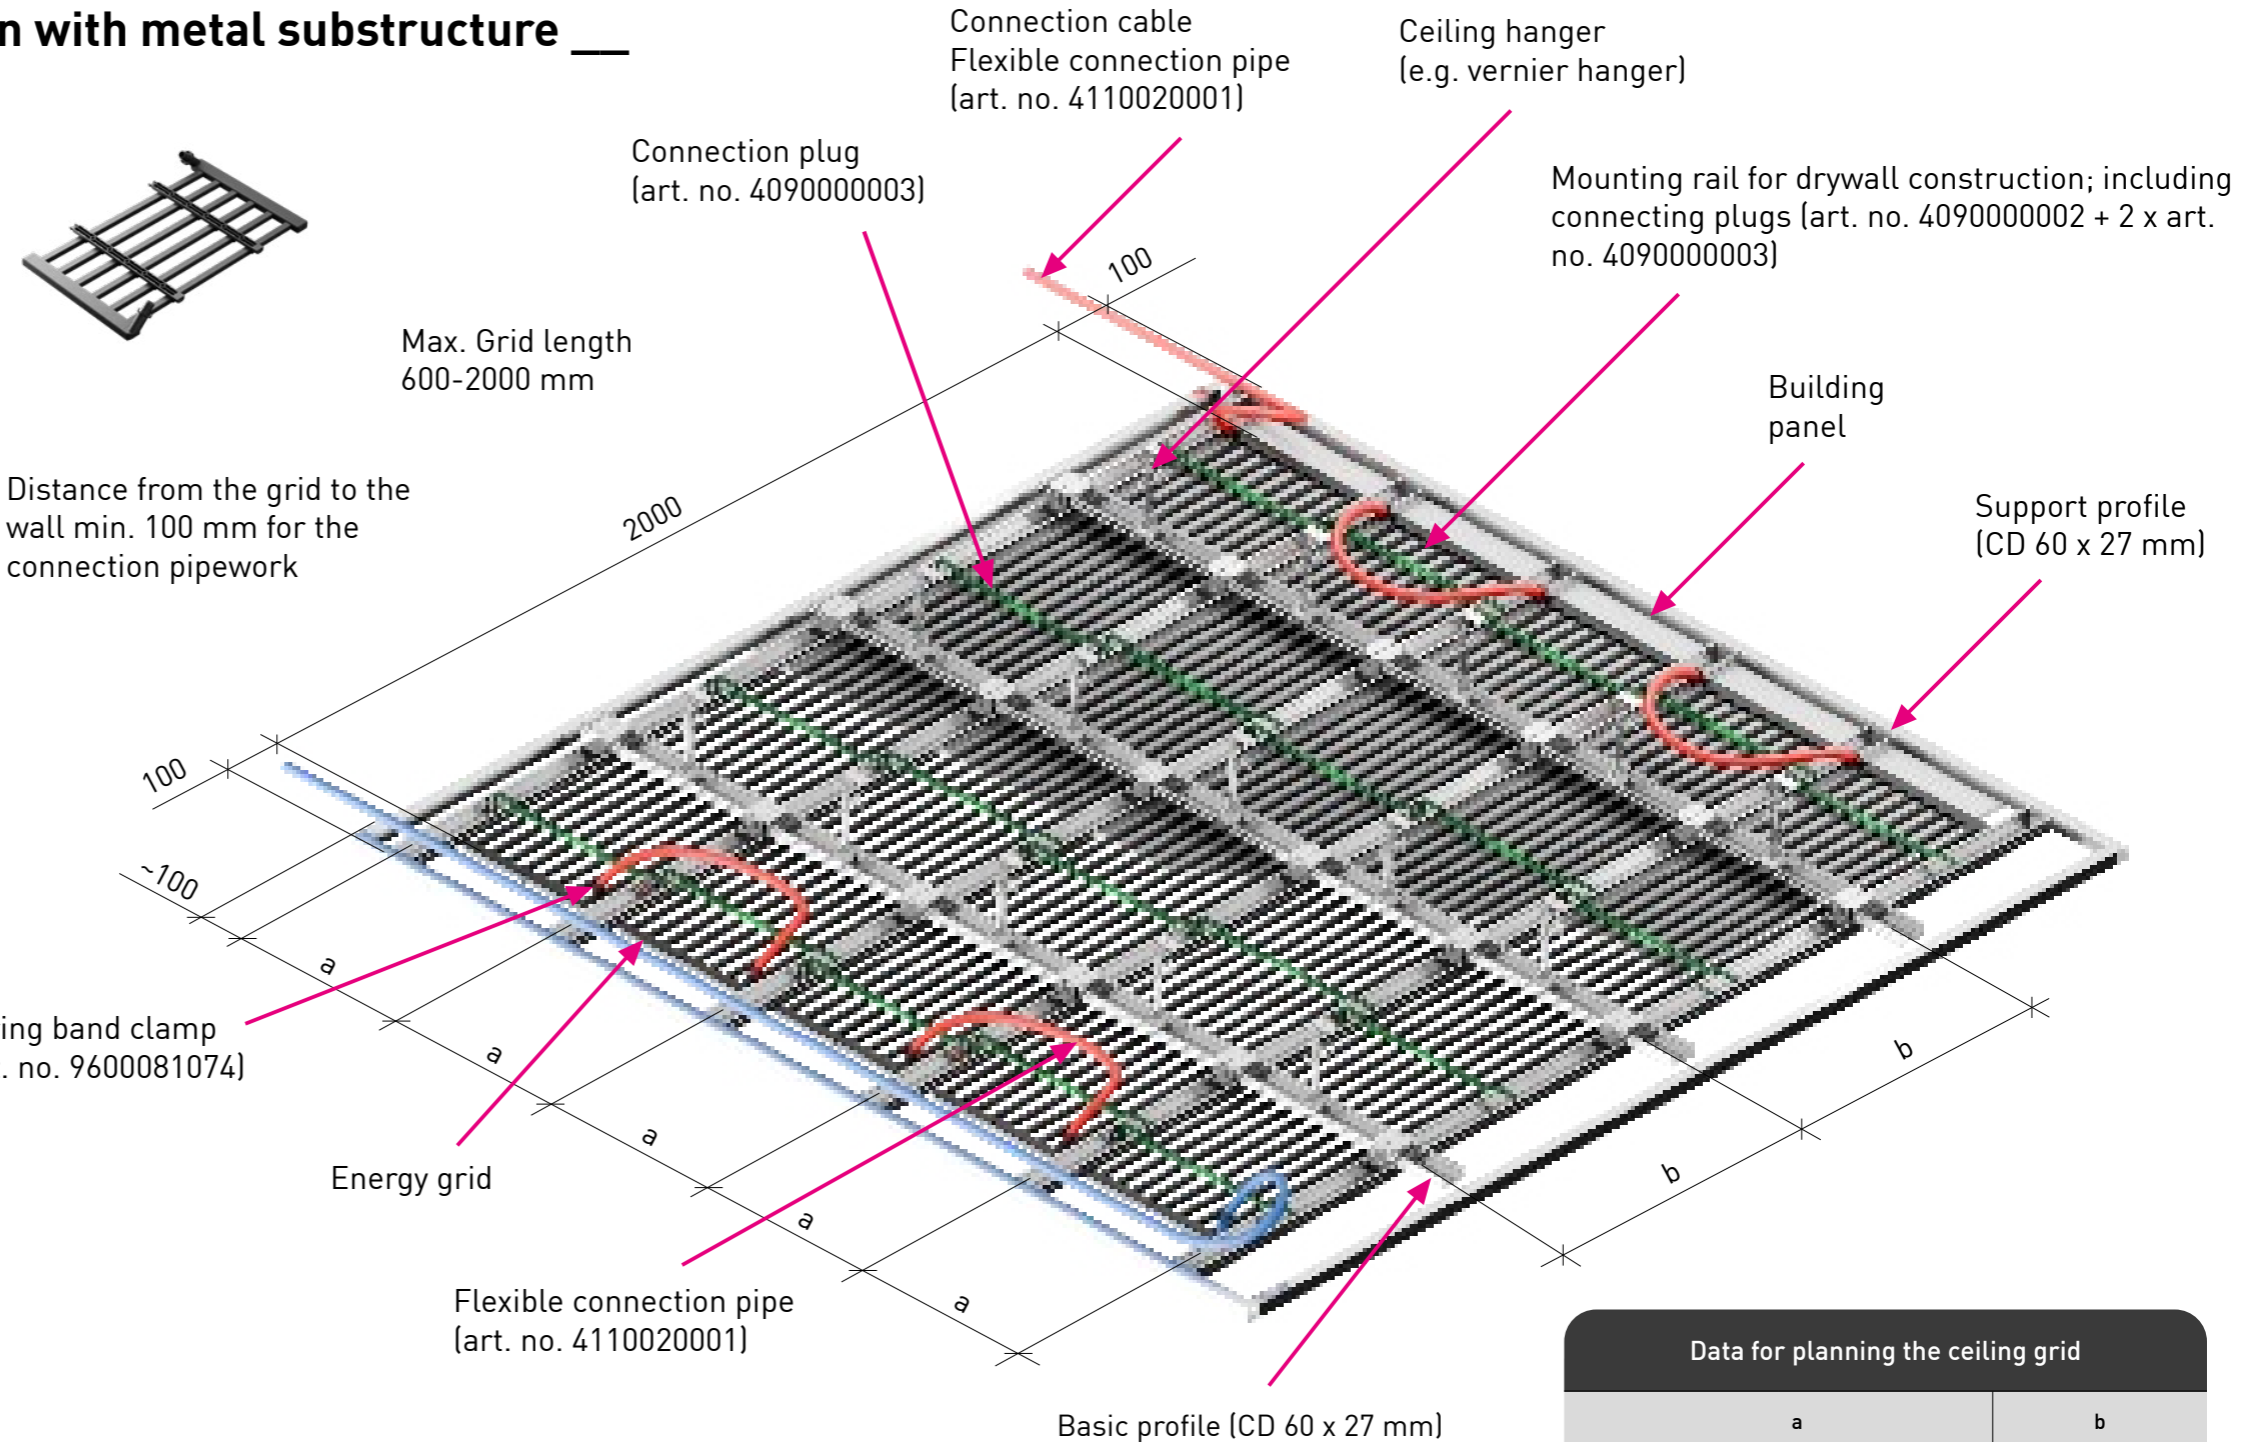 n with metal substructure __
Connection cable
Flexible connection pipe
(art. no. 4110020001)
Ceiling hanger
(e.g. vernier hanger)
Connection plug
(art. no. 4090000003)
Mounting rail for drywall construction; including
connecting plugs (art. no. 4090000002 + 2 x art.
no. 4090000003)
100
Max. Grid length
600-2000 mm
Building
panel
Distance from the grid to the
wall min. 100 mm for the
connection pipework
2000
Support profile
(CD 60 x 27 mm)
100
~100
a
a
a
a
a
b
b
ing band clamp
. no. 9600081074)
Energy grid
Flexible connection pipe
(art. no. 4110020001)
Basic profile (CD 60 x 27 mm)
Data for planning the ceiling grid
a b